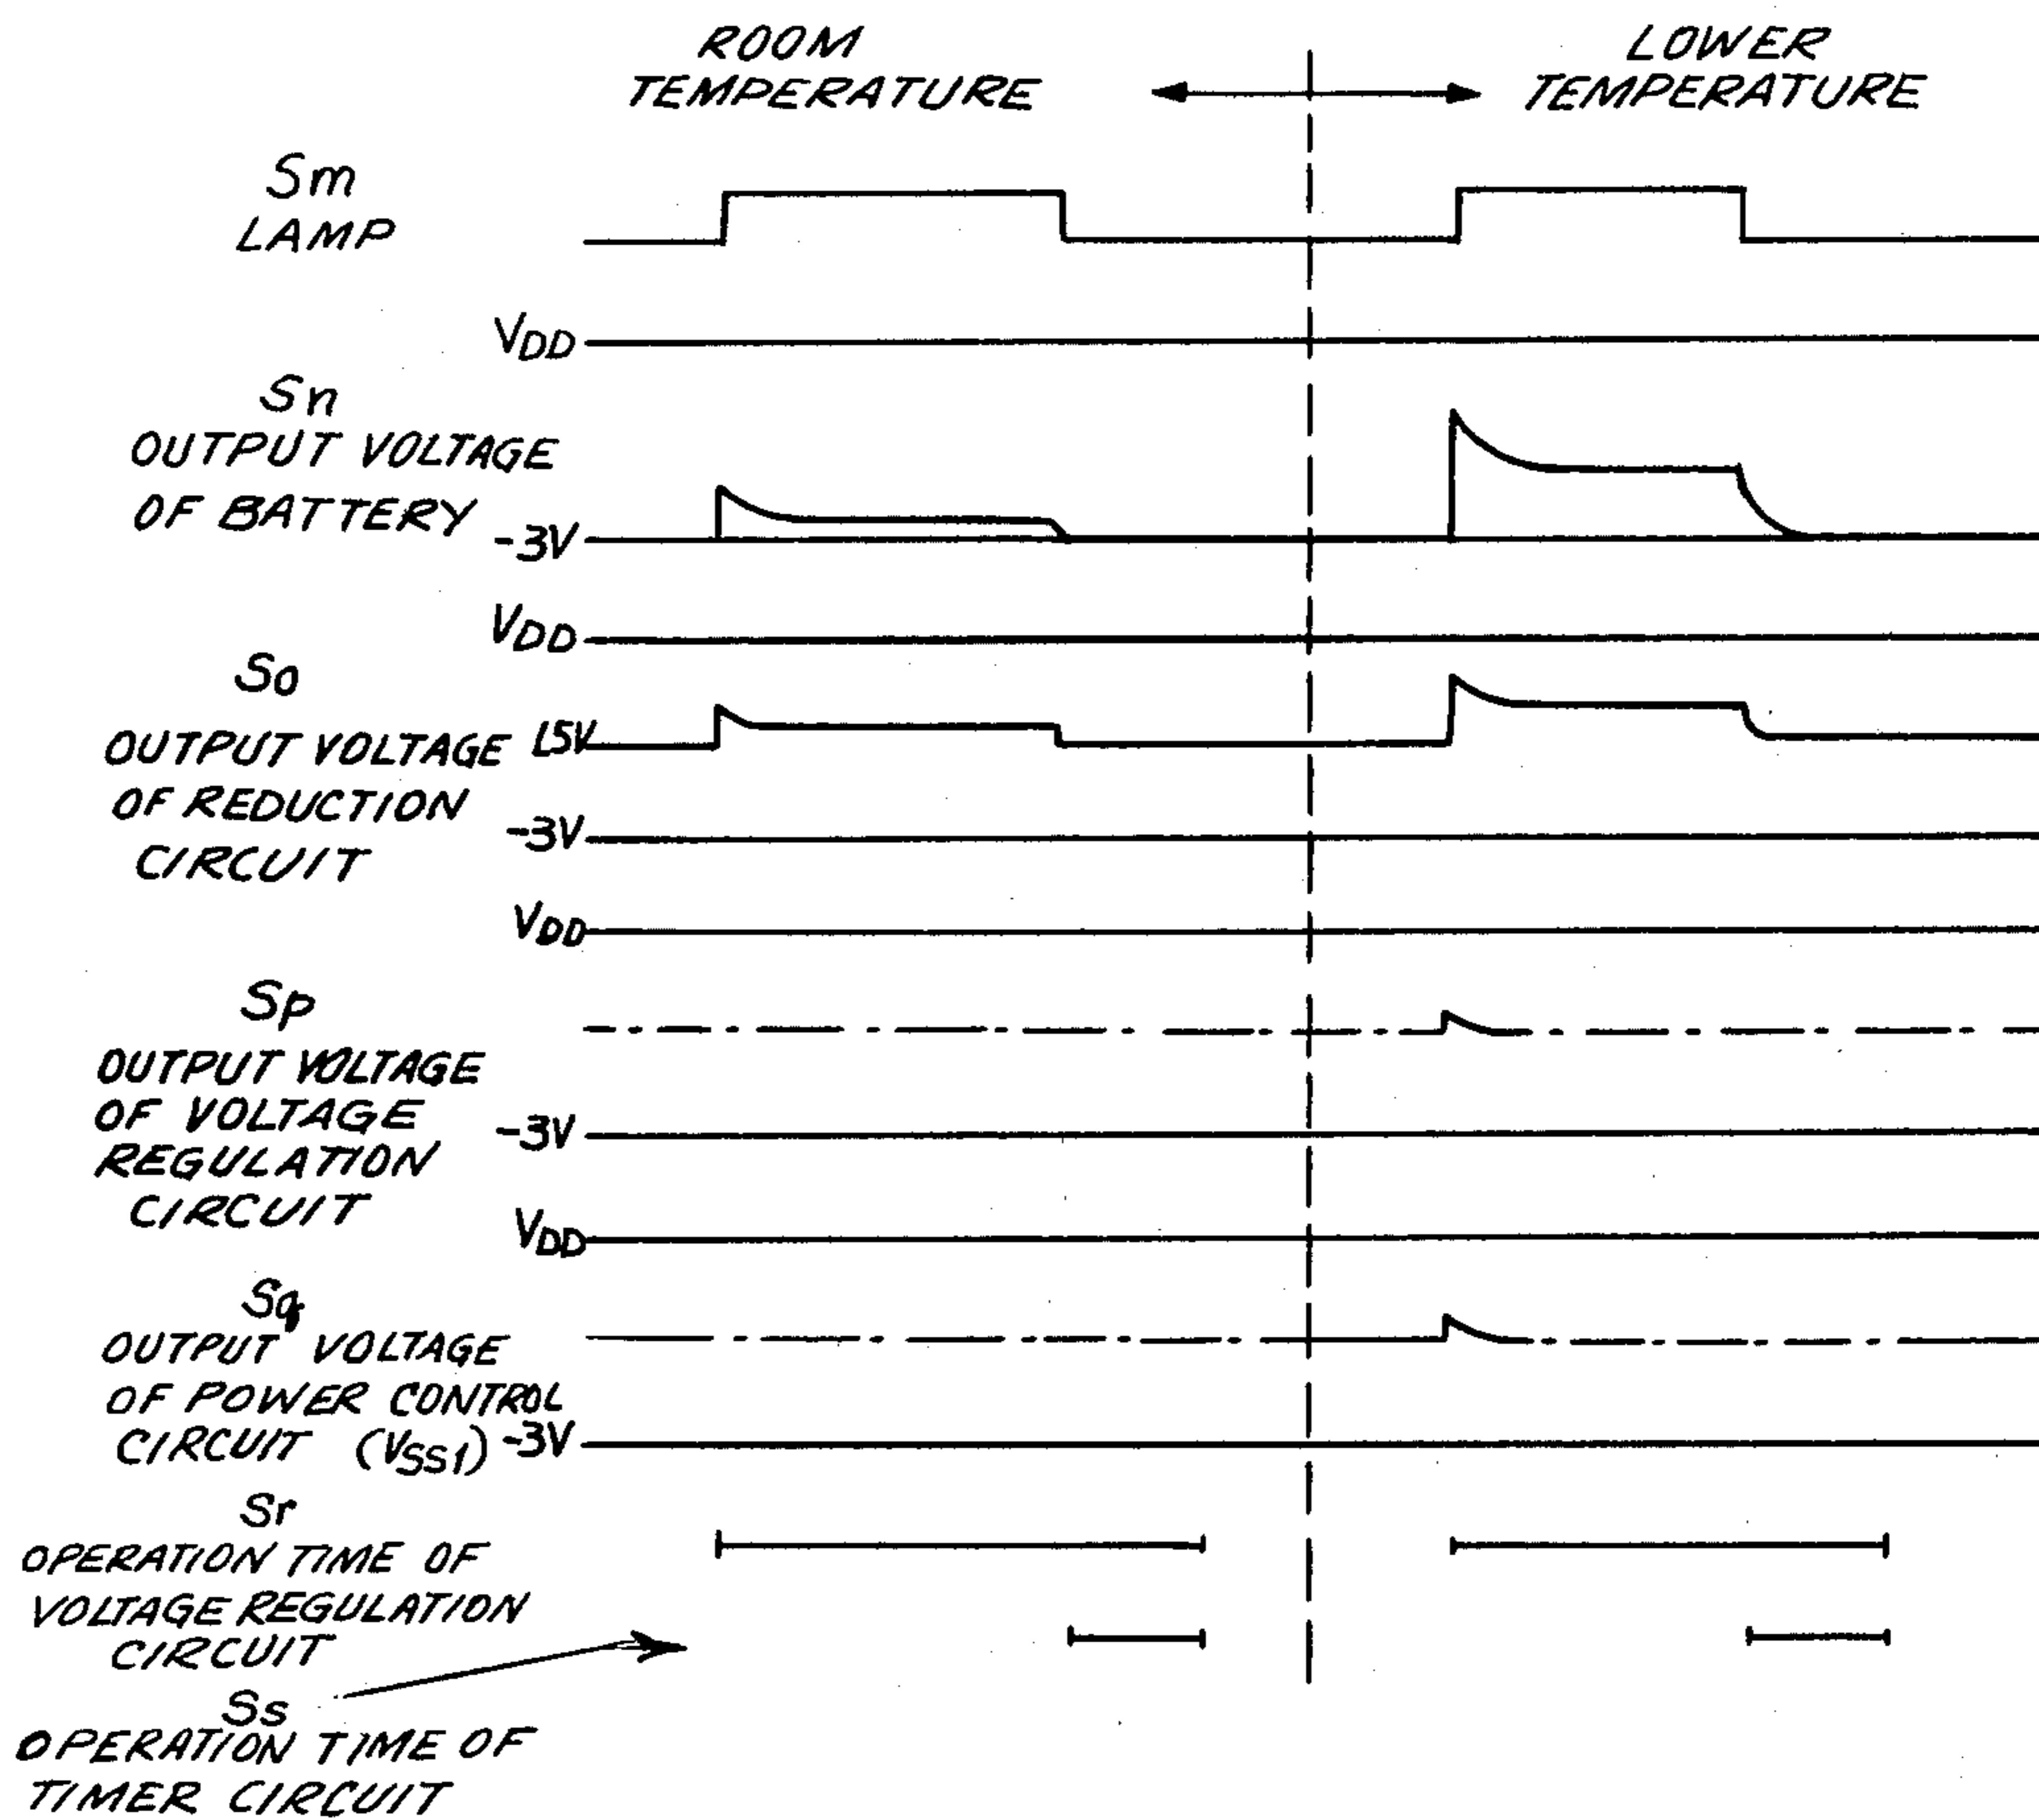 ROOM
TEMPERATURE
LOWER
TEMPERATURE
Sm
LAMP
VDD
Sn
OUTPUT VOLTAGE
OF BATTERY
-3V
VDD
So
OUTPUT VOLTAGE
1.5V
OF REDUCTION
CIRCUIT
-3V
VDD
Sp
OUTPUT VOLTAGE
OF VOLTAGE
REGULATION
CIRCUIT
-3V
VDD
Sq
OUTPUT VOLTAGE
OF POWER CONTROL
CIRCUIT (VSS1)
-3V
Sr
OPERATION TIME OF
VOLTAGE REGULATION
CIRCUIT
Ss
OPERATION TIME OF
TIMER CIRCUIT